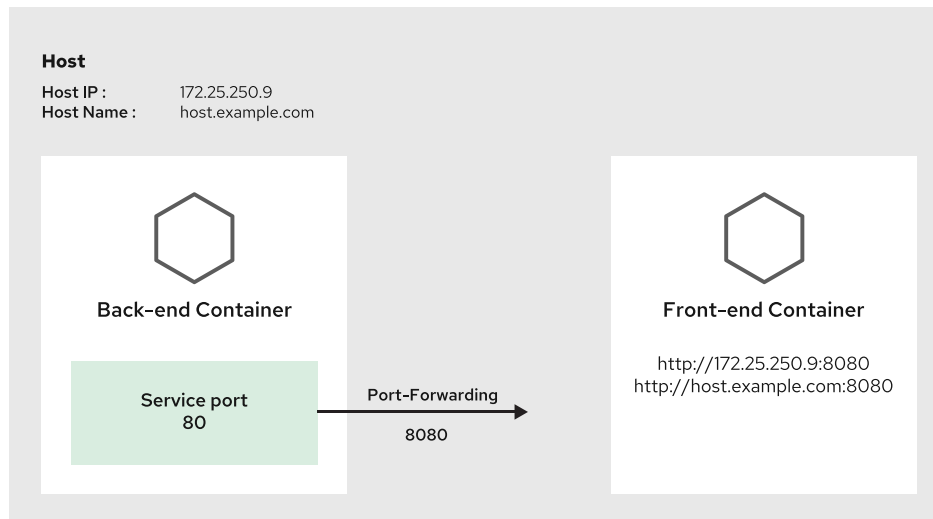 Host
Host IP : 172.25.250.9
Host Name : host.example.com
Back-end Container
Service port
80
Port-Forwarding
8080
Front-end Container
http://172.25.250.9:8080
http://host.example.com:8080